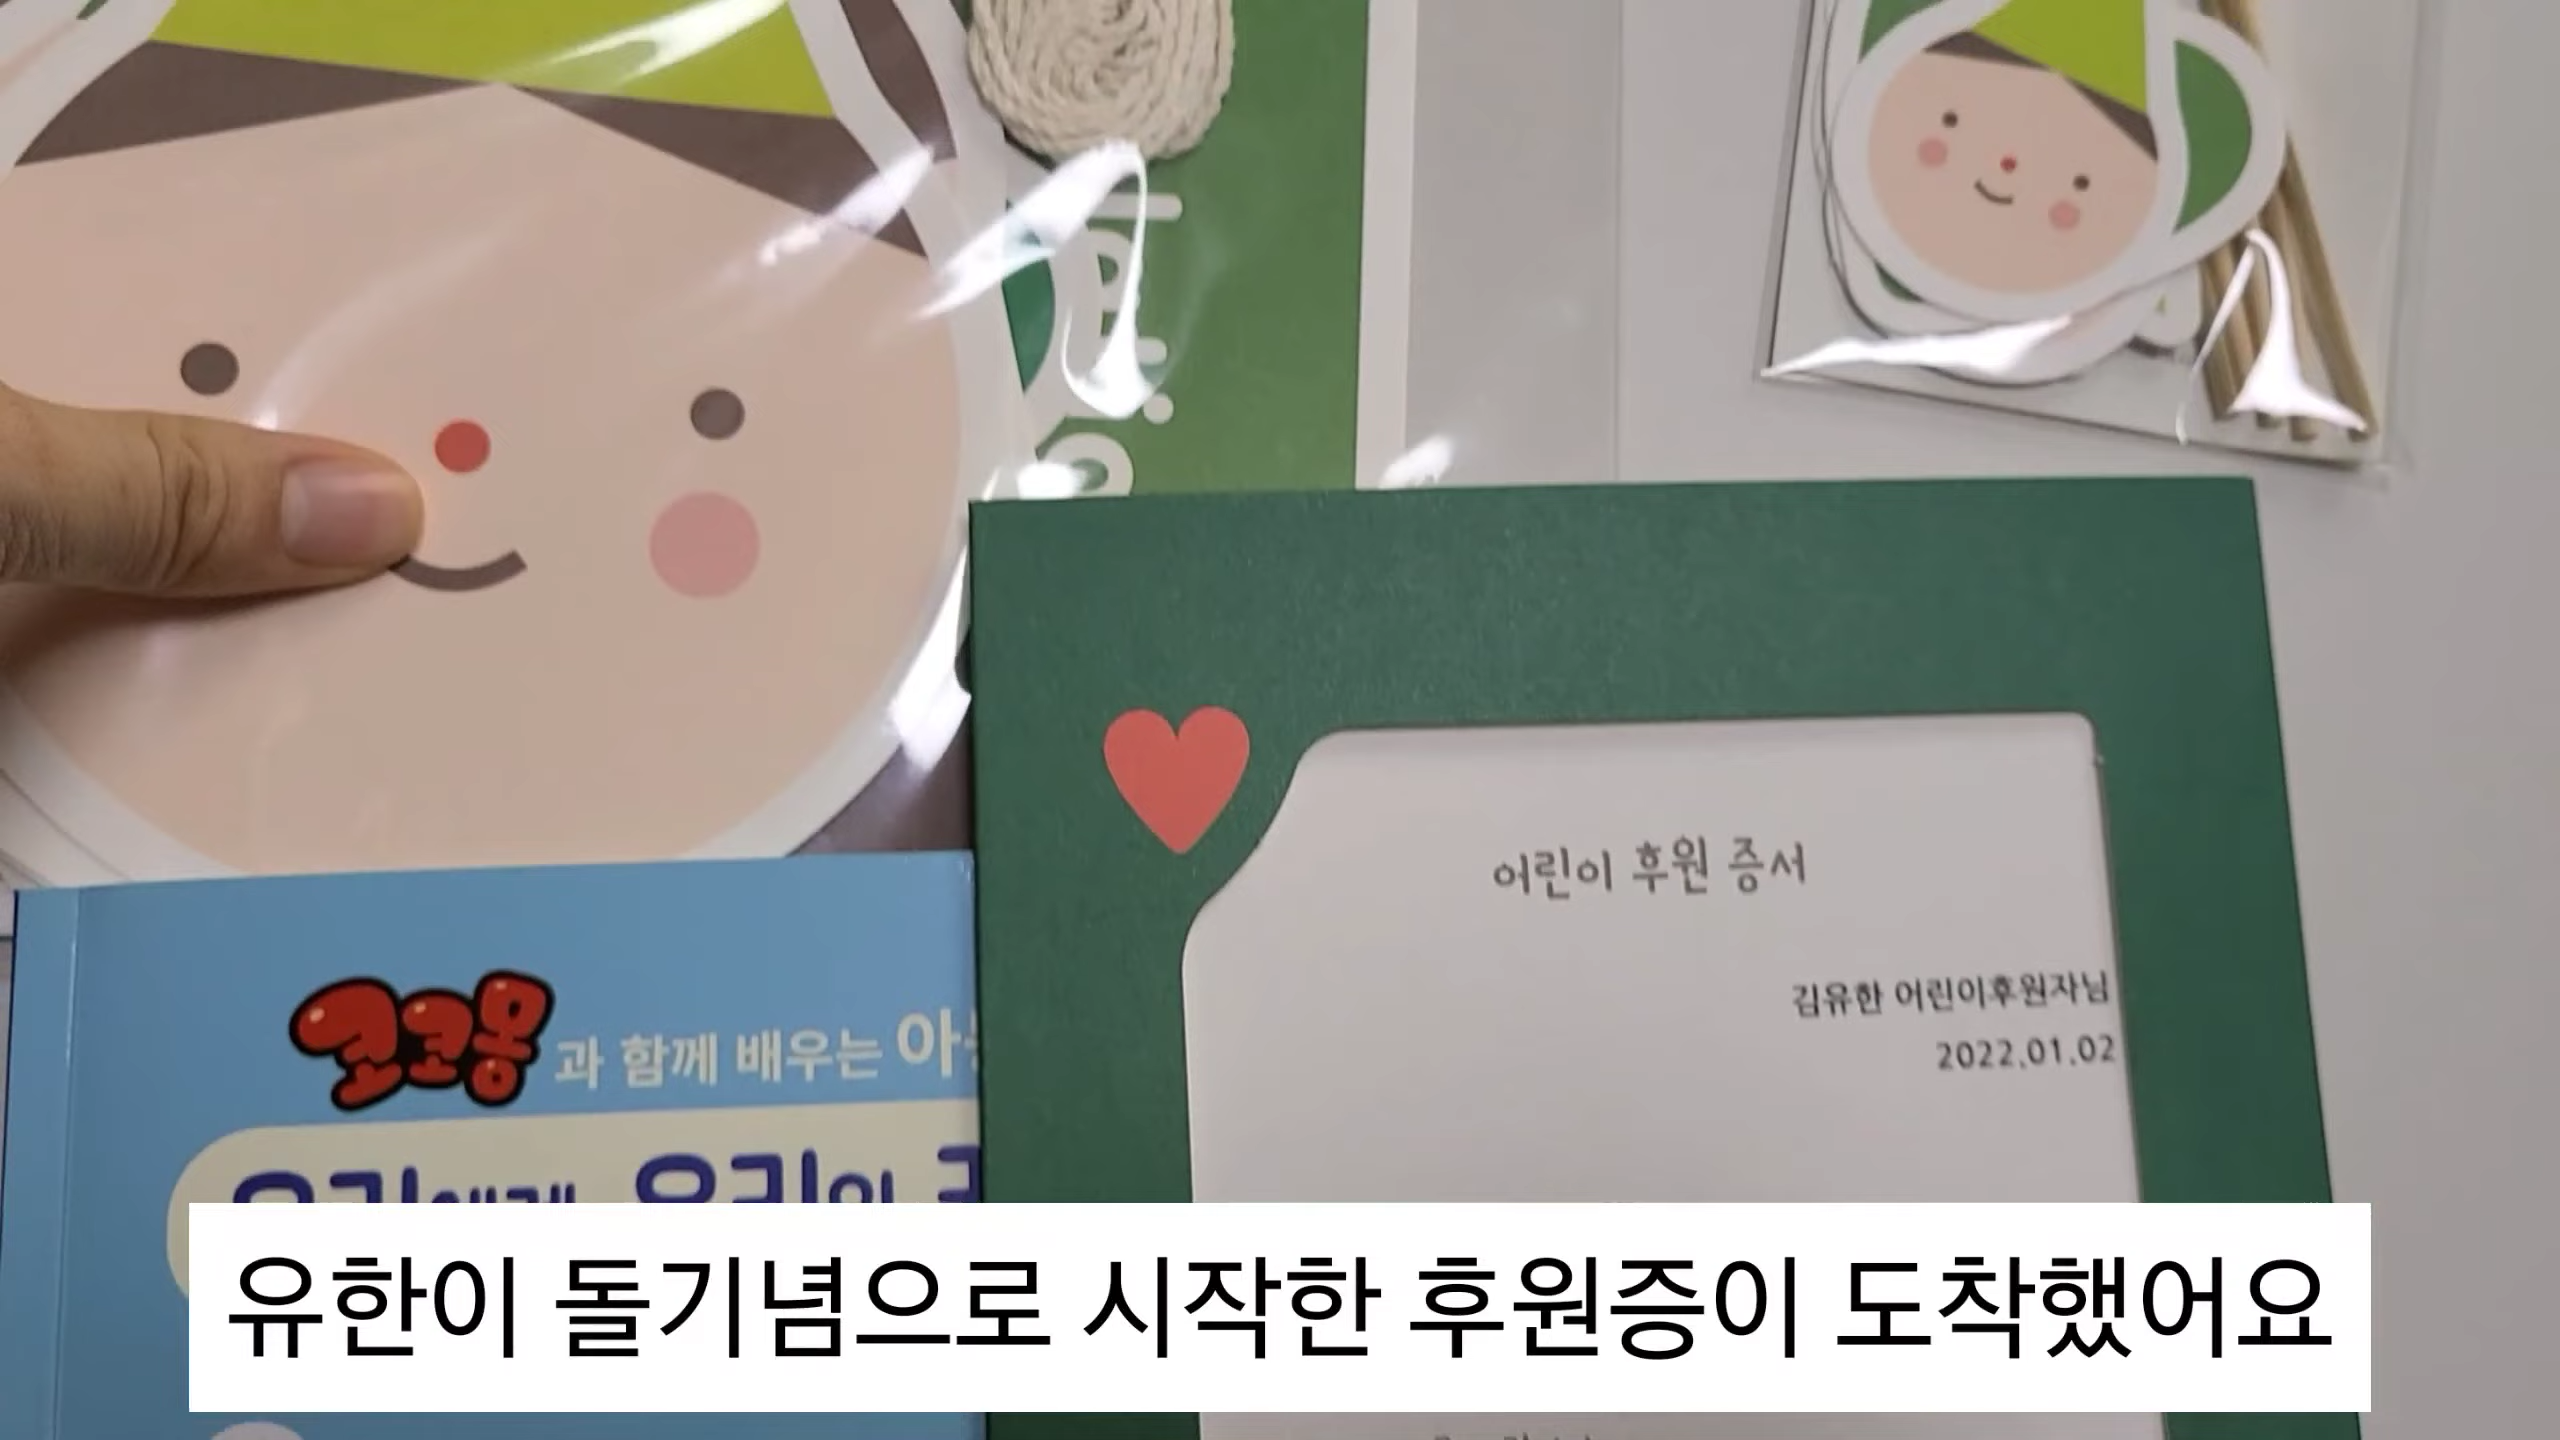 어린이 후원 증서
김유한 어린이후원자님
2022.01.02
코코몽과 함께 배우는
유한이 돌기념으로 시작한 후원증이 도착했어요